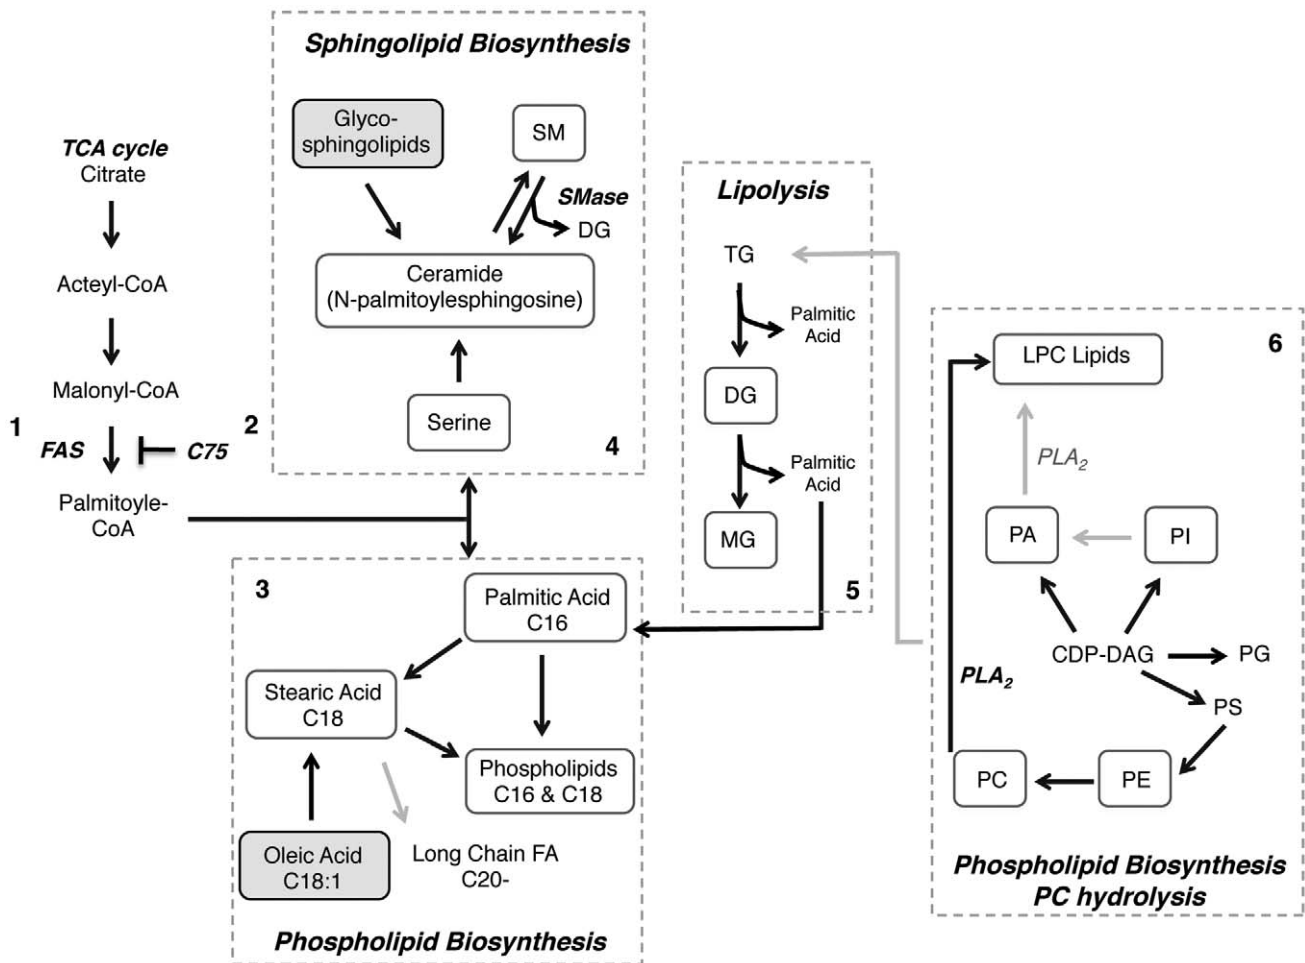 Sphingolipid Biosynthesis
Glyco-
sphingolipids
SM
SMase
DG
Ceramide
(N-palmitoylesphingosine)
Serine
4
TCA cycle
Citrate
Acteyl-CoA
Malonyl-CoA
1
FAS
C75
2
Palmitoyle-
CoA
3
Palmitic Acid
C16
Stearic Acid
C18
Phospholipids
C16 & C18
Oleic Acid
C18:1
Long Chain FA
C20-
Phospholipid Biosynthesis
Lipolysis
TG
Palmitic
Acid
DG
Palmitic
Acid
MG
5
6
LPC Lipids
PLA2
PA
PI
CDP-DAG
PG
PLA2
PS
PC
PE
Phospholipid Biosynthesis
PC hydrolysis